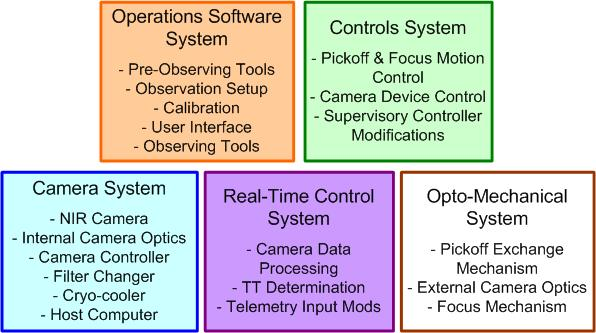 Operations Software
System
- Pre-Observing Tools
- Observation Setup
- Calibration
- User Interface
- Observing Tools
Controls System
- Pickoff & Focus Motion
Control
- Camera Device Control
- Supervisory Controller
Modifications
Camera System
- NIR Camera
- Internal Camera Optics
- Camera Controller
- Filter Changer
- Cryo-cooler
- Host Computer
Real-Time Control
System
- Camera Data
Processing
- TT Determination
- Telemetry Input Mods
Opto-Mechanical
System
- Pickoff Exchange
Mechanism
- External Camera Optics
- Focus Mechanism